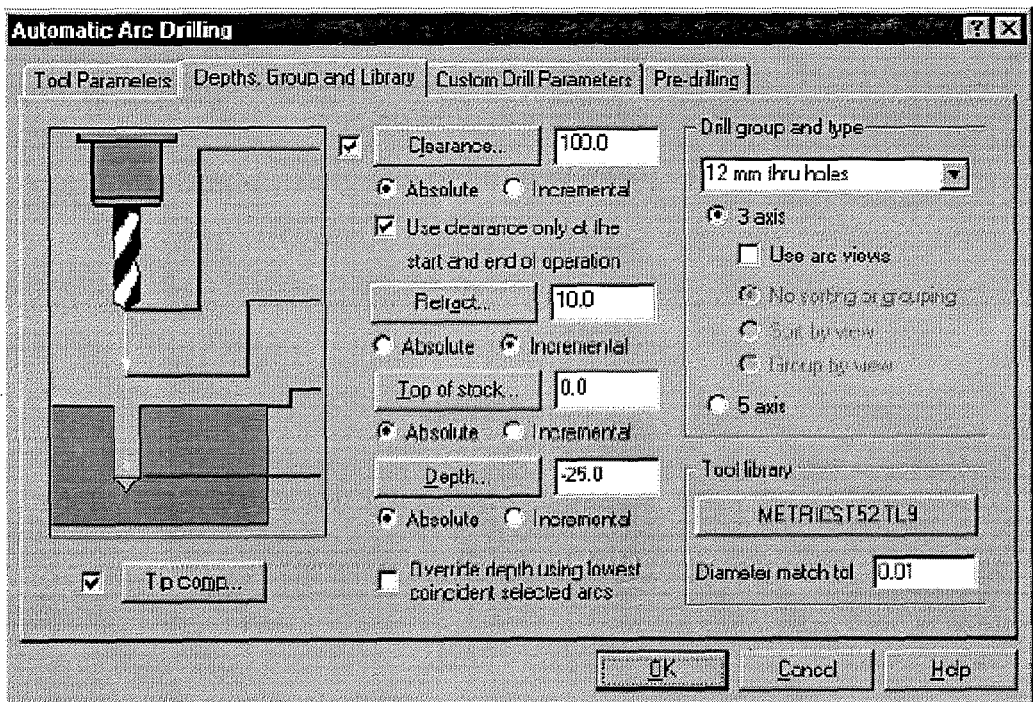 Automatic Arc Drilling
Tool Parameters
Depths, Group and Library
Custom Drill Parameters
Pre-drilling
Clearance...
100.0
Absolute
Incremental
Use clearance only at the
start and end of operation
Retract...
10.0
Absolute
Incremental
Top of stock...
0.0
Absolute
Incremental
Depth...
-25.0
Absolute
Incremental
Tip comp...
Override depth using lowest
coincident selected arcs
Drill group and type
12 mm thru holes
3 axis
Use arc views
No sorting or grouping
Sort by view
Group by view
5 axis
Tool library
METRICST52.TL9
Diameter match tol
0.01
OK
Cancel
Help